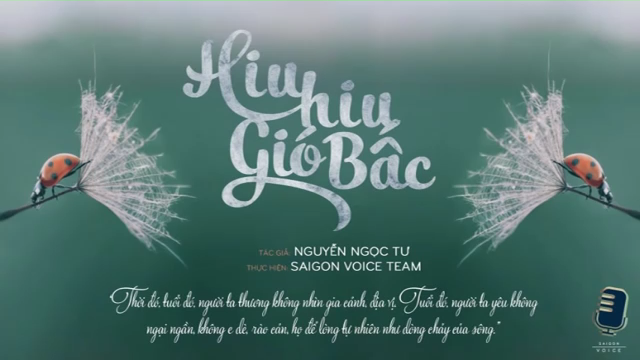 Hiu hiu
Gió Bấc
TÁC GIẢ: NGUYỄN NGỌC TƯ
THỰC HIỆN: SAIGON VOICE TEAM
"Thời đó, tuổi đó, người ta thương không nhìn gia cảnh, địa vị. Tuổi đó, người ta yêu không
ngại ngần, không e dè, rào cản, họ để lòng tự nhiên như dòng chảy của sông."
SAIGON
VOICE